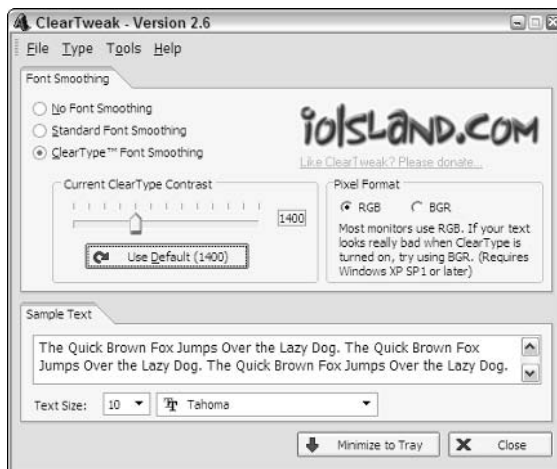 ClearTweak - Version 2.6
File Type Tools Help
Font Smoothing
No Font Smoothing
Standard Font Smoothing
ClearType™ Font Smoothing
ioIsland.com
Like ClearTweak? Please donate...
Current ClearType Contrast
1400
Use Default (1400)
Pixel Format
RGB BGR
Most monitors use RGB. If your text
looks really bad when ClearType is
turned on, try using BGR. (Requires
Windows XP SP1 or later)
Sample Text
The Quick Brown Fox Jumps Over the Lazy Dog. The Quick Brown Fox
Jumps Over the Lazy Dog. The Quick Brown Fox Jumps Over the Lazy Dog.
Text Size: 10 Tahoma
Minimize to Tray Close